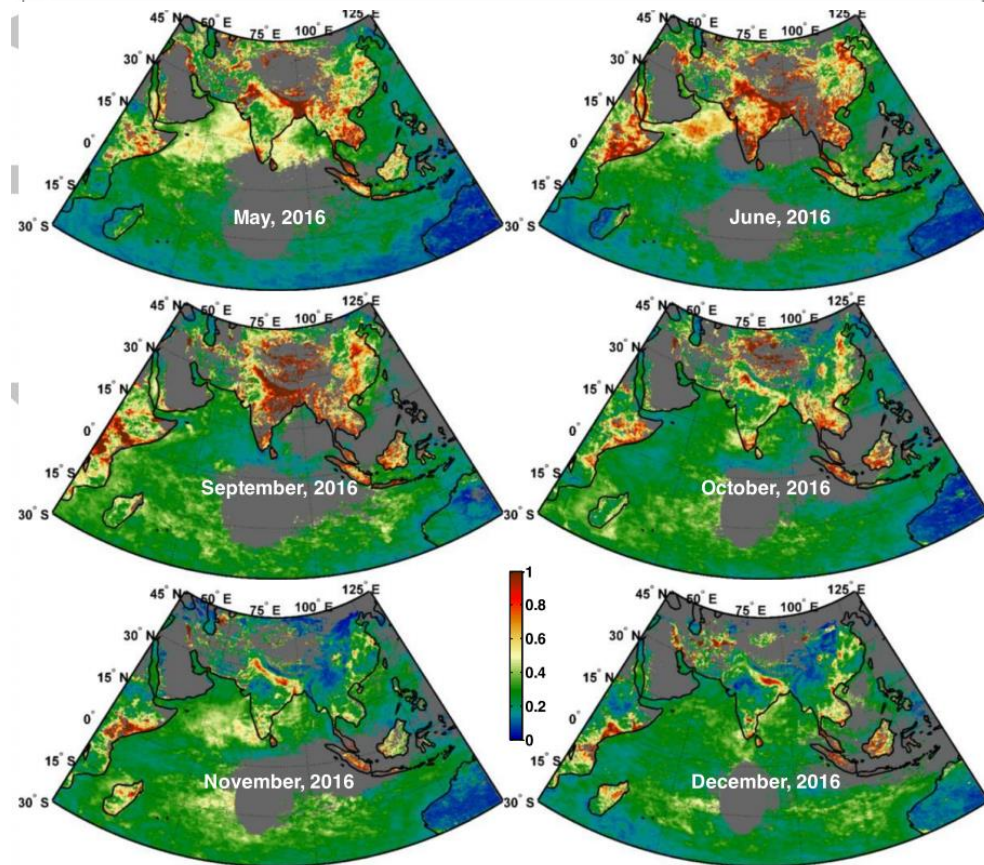 45° N 50° E 75° E 100° E 125° E
30° N
15° N
0°
15° S
30° S
May, 2016
45° N 50° E 75° E 100° E 125° E
30° N
15° N
0°
15° S
30° S
June, 2016
45° N 50° E 75° E 100° E 125° E
30° N
15° N
0°
15° S
30° S
September, 2016
45° N 50° E 75° E 100° E 125° E
30° N
15° N
0°
15° S
30° S
October, 2016
45° N 50° E 75° E 100° E 125° E
30° N
15° N
0°
15° S
30° S
November, 2016
1
0.8
0.6
0.4
0.2
0
45° N 50° E 75° E 100° E 125° E
30° N
15° N
0°
15° S
30° S
December, 2016